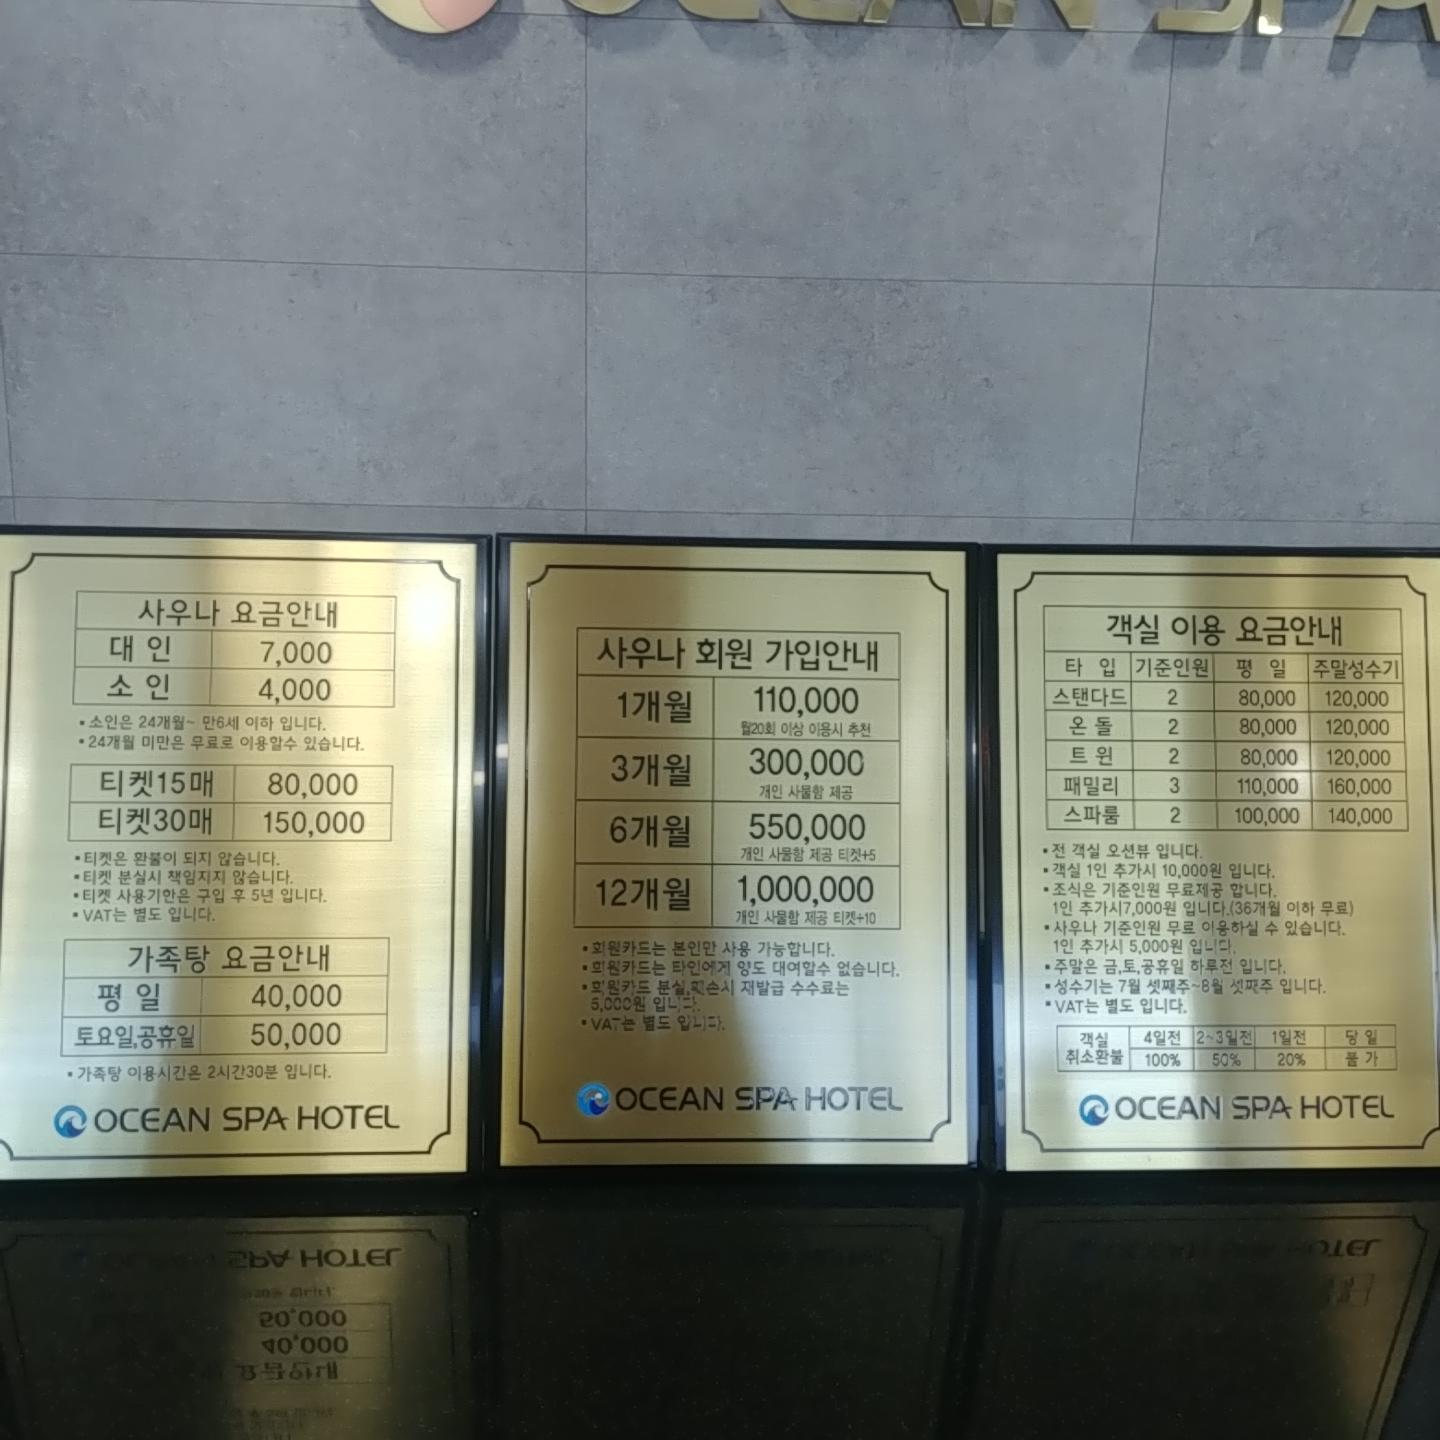 OCEAN SPA
사우나 요금안내
대 인 7,000
소 인 4,000
▪ 소인은 24개월~ 만6세 이하 입니다.
▪ 24개월 미만은 무료로 이용할수 있습니다.
티켓15매 80,000
티켓30매 150,000
▪ 티켓은 환불이 되지 않습니다.
▪ 티켓 분실시 책임지지 않습니다.
▪ 티켓 사용기한은 구입 후 5년 입니다.
▪ VAT는 별도 입니다.
가족탕 요금안내
평 일 40,000
토요일,공휴일 50,000
▪ 가족탕 이용시간은 2시간30분 입니다.
OCEAN SPA HOTEL
사우나 회원 가입안내
1개월 110,000
월20회 이상 이용시 추천
3개월 300,000
개인 사물함 제공
6개월 550,000
개인 사물함 제공 티켓+5
12개월 1,000,000
개인 사물함 제공 티켓+10
▪ 회원카드는 본인만 사용 가능합니다.
▪ 회원카드는 타인에게 양도 대여할수 없습니다.
▪ 회원카드 분실,훼손시 재발급 수수료는
5,000원 입니다.
▪ VAT는 별도 입니다.
OCEAN SPA HOTEL
객실 이용 요금안내
타 입 기준인원 평 일 주말성수기
스탠다드 2 80,000 120,000
온 돌 2 80,000 120,000
트 윈 2 80,000 120,000
패밀리 3 110,000 160,000
스파룸 2 100,000 140,000
▪ 전 객실 오션뷰 입니다.
▪ 객실 1인 추가시 10,000원 입니다.
▪ 조식은 기준인원 무료제공 합니다.
1인 추가시7,000원 입니다.(36개월 이하 무료)
▪ 사우나 기준인원 무료 이용하실 수 있습니다.
1인 추가시 5,000원 입니다.
▪ 주말은 금,토,공휴일 하루전 입니다.
▪ 성수기는 7월 셋째주~8월 셋째주 입니다.
▪ VAT는 별도 입니다.
객실 취소환불 4일전 2~3일전 1일전 당 일
100% 50% 20% 불 가
OCEAN SPA HOTEL